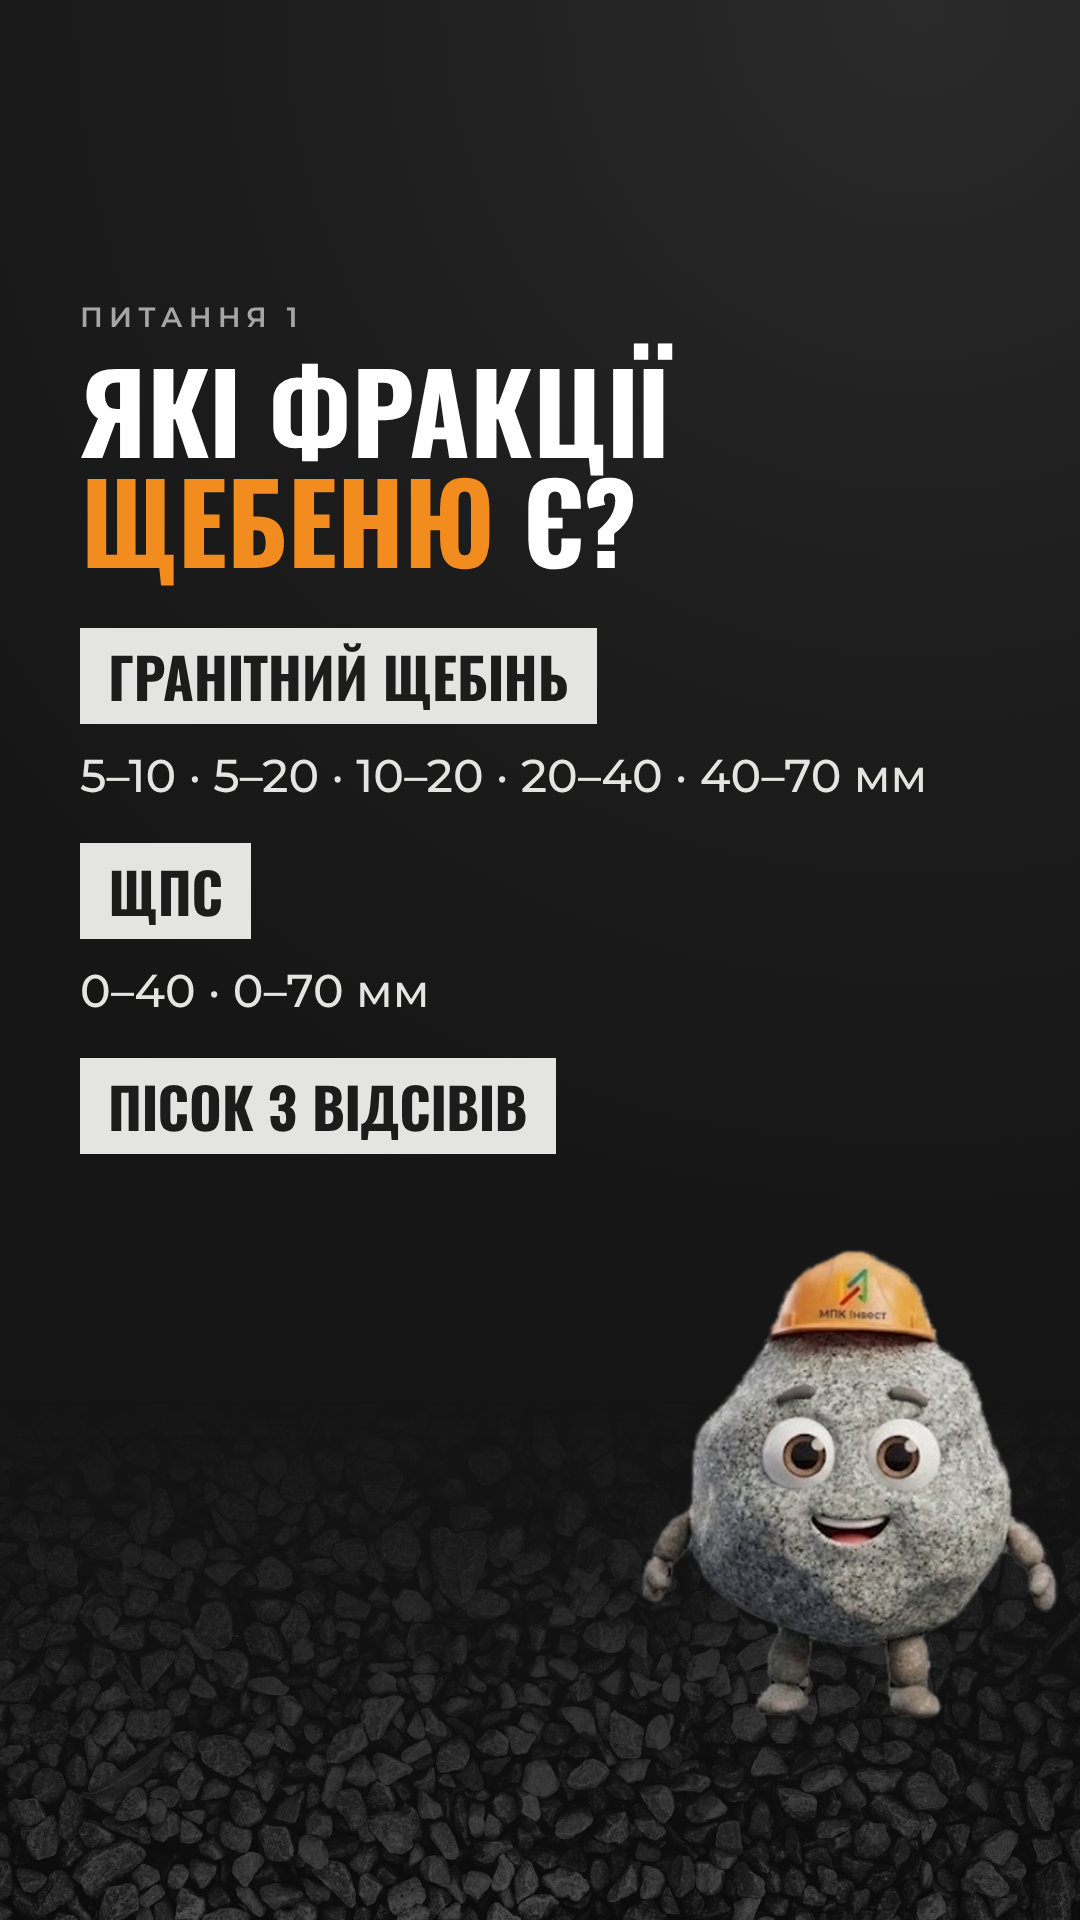 ПИТАННЯ 1
ЯКІ ФРАКЦІЇ
ЩЕБЕНЮ Є?
ГРАНІТНИЙ ЩЕБІНЬ
5–10 · 5–20 · 10–20 · 20–40 · 40–70 мм
ЩПС
0–40 · 0–70 мм
ПІСОК З ВІДСІВІВ
МПК Інвест